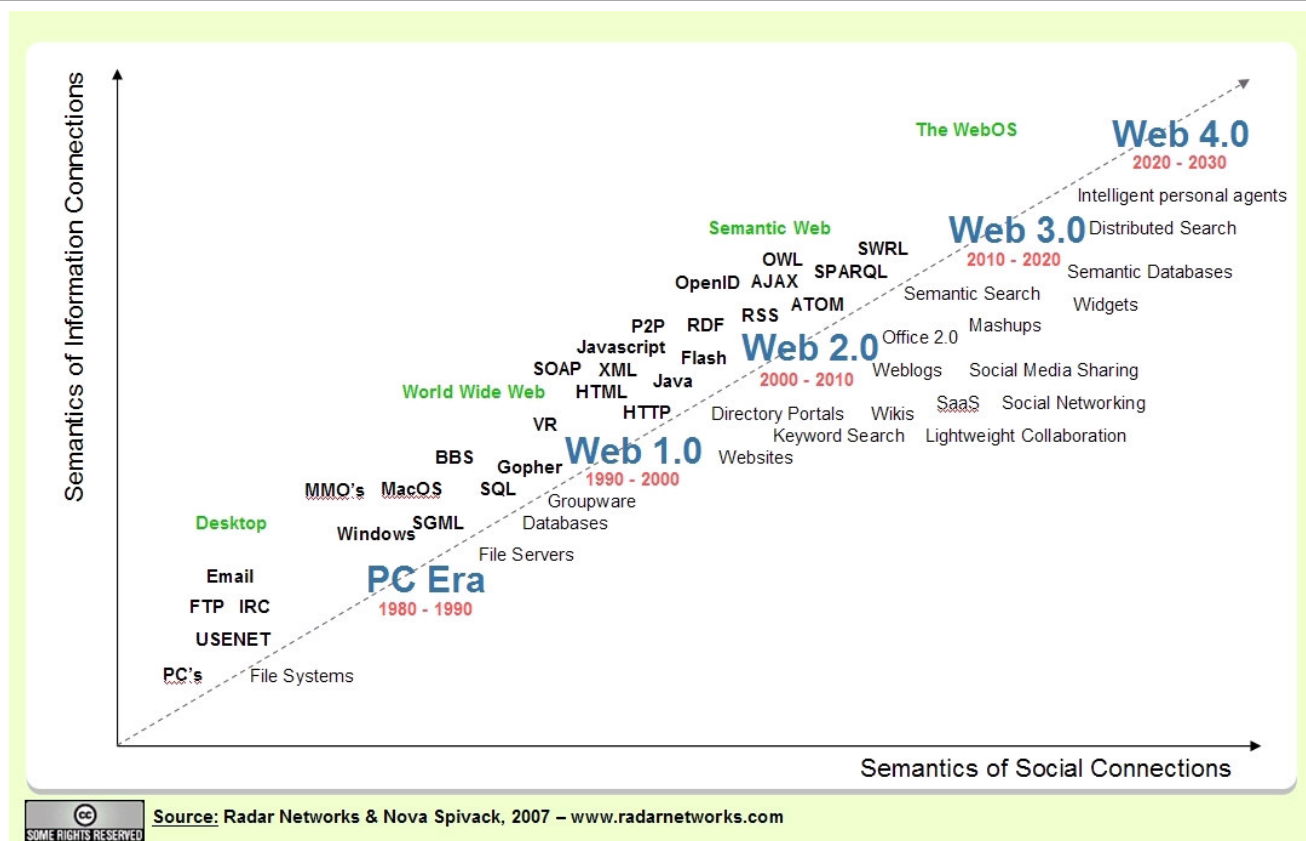 Semantics of Information Connections
The WebOS
Web 4.0
2020 - 2030
Intelligent personal agents
Semantic Web
Web 3.0
Distributed Search
2010 - 2020
SWRL
OWL
SPARQL
Semantic Databases
OpenID
AJAX
Semantic Search
Widgets
ATOM
RSS
P2P
RDF
Mashups
Office 2.0
Javascript
Web 2.0
Flash
SOAP
XML
Weblogs
Social Media Sharing
Java
2000 - 2010
World Wide Web
HTML
SaaS
Social Networking
HTTP
Directory Portals
Wikis
VR
Keyword Search
Lightweight Collaboration
Web 1.0
BBS
Websites
Gopher
1990 - 2000
MMO's
MacOS
SQL
Groupware
Desktop
SGML
Databases
Windows
File Servers
Email
PC Era
FTP
IRC
1980 - 1990
USENET
PC's
File Systems
Semantics of Social Connections
cc
SOME RIGHTS RESERVED
Source: Radar Networks & Nova Spivack, 2007 – www.radarnetworks.com